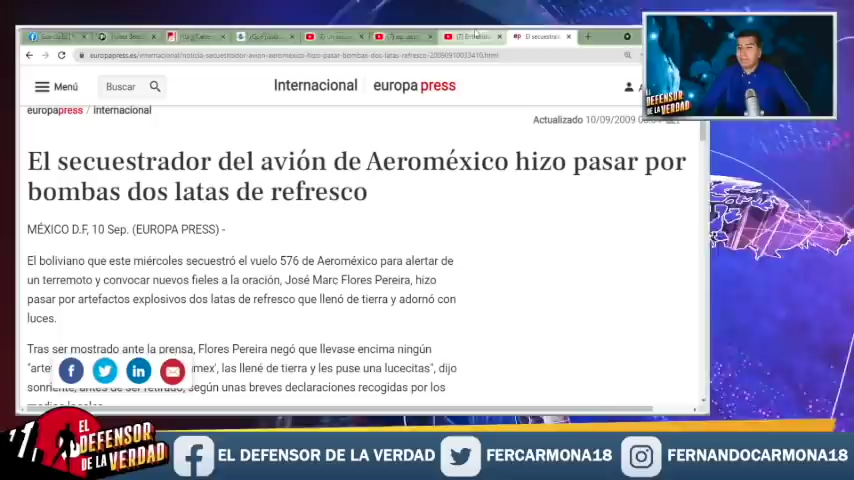 europapress.es/internacional/noticia-secuestrador-avion-aeromexico-hizo-pasar-bombas-dos-latas-refresco-20090910033410.html
Menú
Buscar
Internacional
europa press
europapress / Internacional
Actualizado 10/09/2009
El secuestrador del avión de Aeroméxico hizo pasar por
bombas dos latas de refresco
MÉXICO D.F, 10 Sep. (EUROPA PRESS) -
El boliviano que este miércoles secuestró el vuelo 576 de Aeroméxico para alertar de
un terremoto y convocar nuevos fieles a la oración, José Marc Flores Pereira, hizo
pasar por artefactos explosivos dos latas de refresco que llenó de tierra y adornó con
luces.
Tras ser mostrado ante la prensa, Flores Pereira negó que llevase encima ningún
las llené de tierra y les puse una lucecitas", dijo
según unas breves declaraciones recogidas por los
EL
DEFENSOR
DE LA VERDAD
EL
DEFENSOR
DE LA VERDAD
EL DEFENSOR DE LA VERDAD
FERCARMONA18
FERNANDOCARMONA18